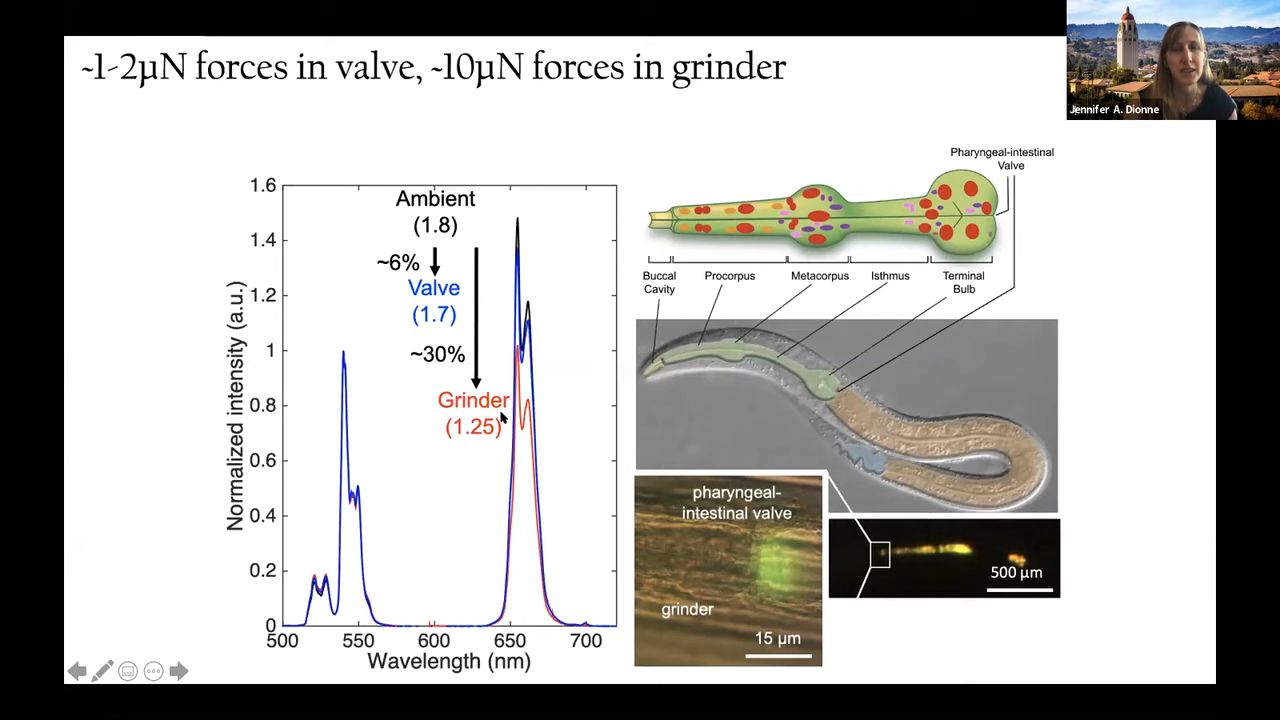 ~1-2µN forces in valve, ~10µN forces in grinder
Jennifer A. Dionne
Normalized intensity (a.u.)
1.6
1.4
1.2
1
0.8
0.6
0.4
0.2
0
500
550
600
650
700
Wavelength (nm)
Ambient
(1.8)
~6%
Valve
(1.7)
~30%
Grinder
(1.25)
Pharyngeal-intestinal
Valve
Buccal
Cavity
Procorpus
Metacorpus
Isthmus
Terminal
Bulb
pharyngeal-
intestinal valve
grinder
15 µm
500 µm